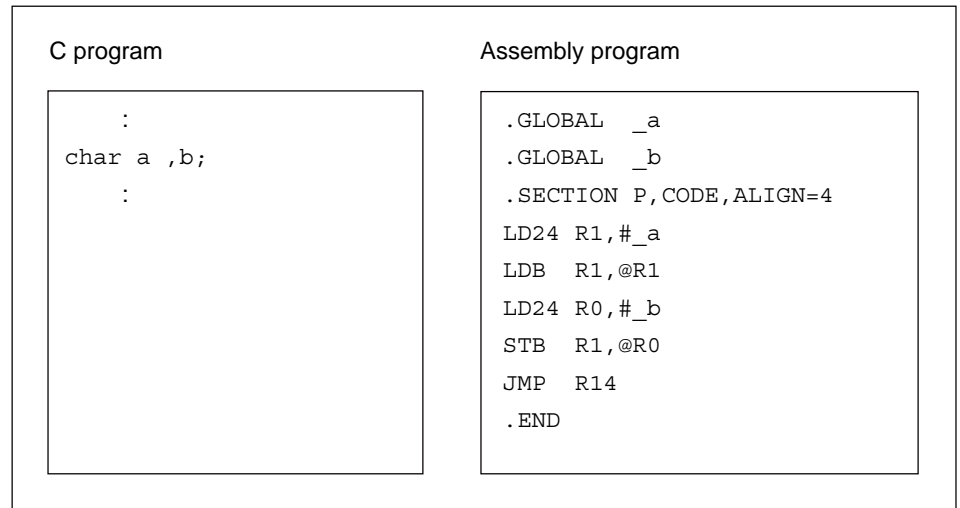 C program
:
char a ,b;
:
Assembly program
.GLOBAL _a
.GLOBAL _b
.SECTION P,CODE,ALIGN=4
LD24 R1,#_a
LDB R1,@R1
LD24 R0,#_b
STB R1,@R0
JMP R14
.END